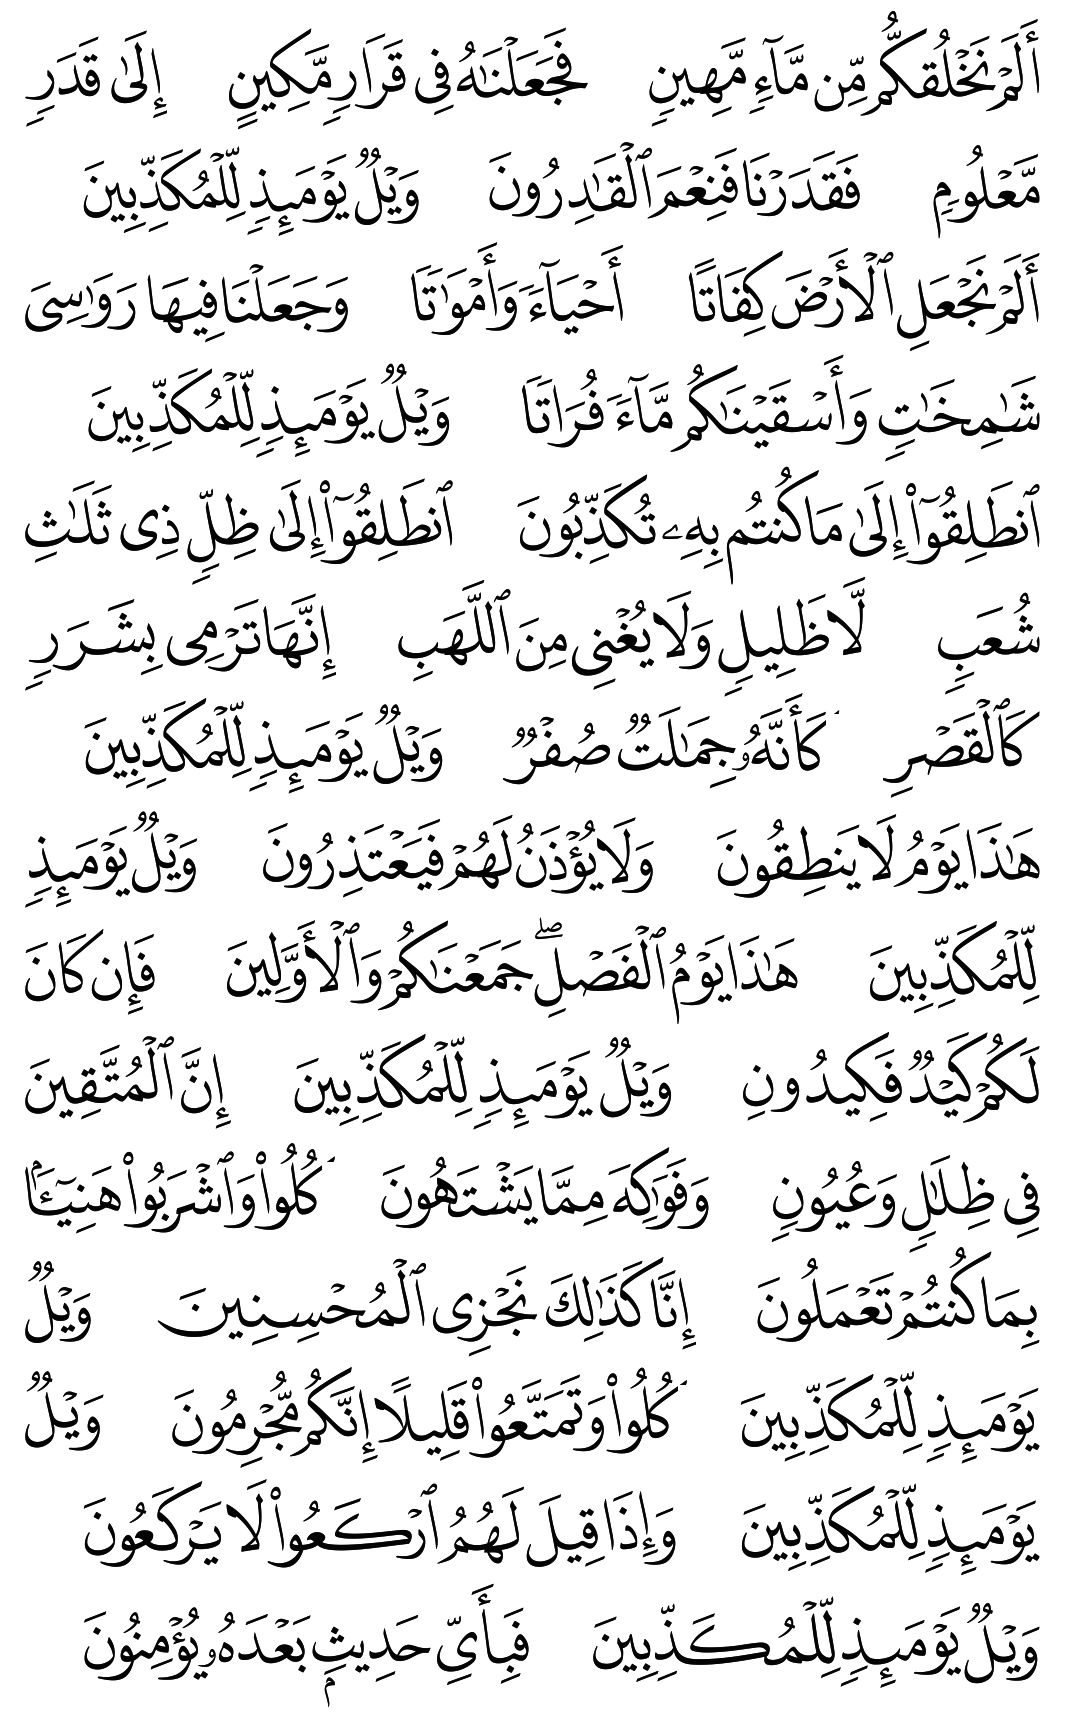 أَلَمْ نَخْلُقكُّم مِّن مَّآءٍ مَّهِينٍ فَجَعَلْنَٰهُ فِى قَرَارٍ مَّكِينٍ إِلَىٰ قَدَرٍ
مَّعْلُومٍ فَقَدَرْنَا فَنِعْمَ ٱلْقَٰدِرُونَ وَيْلٌ يَوْمَئِذٍ لِّلْمُكَذِّبِينَ
أَلَمْ نَجْعَلِ ٱلْأَرْضَ كِفَاتًا أَحْيَآءً وَأَمْوَٰتًا وَجَعَلْنَا فِيهَا رَوَٰسِىَ
شَٰمِخَٰتٍ وَأَسْقَيْنَٰكُم مَّآءً فُرَاتًا وَيْلٌ يَوْمَئِذٍ لِّلْمُكَذِّبِينَ
ٱنطَلِقُوٓا۟ إِلَىٰ مَا كُنتُم بِهِۦ تُكَذِّبُونَ ٱنطَلِقُوٓا۟ إِلَىٰ ظِلٍّ ذِى ثَلَٰثِ
شُعَبٍ لَّا ظَلِيلٍ وَلَا يُغْنِى مِنَ ٱللَّهَبِ إِنَّهَا تَرْمِى بِشَرَرٍ
كَٱلْقَصْرِ كَأَنَّهُۥ جِمَٰلَتٌ صُفْرٌ وَيْلٌ يَوْمَئِذٍ لِّلْمُكَذِّبِينَ
هَٰذَا يَوْمُ لَا يَنطِقُونَ وَلَا يُؤْذَنُ لَهُمْ فَيَعْتَذِرُونَ وَيْلٌ يَوْمَئِذٍ
لِّلْمُكَذِّبِينَ هَٰذَا يَوْمُ ٱلْفَصْلِ ۖ جَمَعْنَٰكُمْ وَٱلْأَوَّلِينَ فَإِن كَانَ
لَكُمْ كَيْدٌ فَكِيدُونِ وَيْلٌ يَوْمَئِذٍ لِّلْمُكَذِّبِينَ إِنَّ ٱلْمُتَّقِينَ
فِى ظِلَٰلٍ وَعُيُونٍ وَفَوَٰكِهَ مِمَّا يَشْتَهُونَ كُلُوا۟ وَٱشْرَبُوا۟ هَنِيٓـًٔۢا
بِمَا كُنتُمْ تَعْمَلُونَ إِنَّا كَذَٰلِكَ نَجْزِى ٱلْمُحْسِنِينَ وَيْلٌ
يَوْمَئِذٍ لِّلْمُكَذِّبِينَ كُلُوا۟ وَتَمَتَّعُوا۟ قَلِيلًا إِنَّكُم مُّجْرِمُونَ وَيْلٌ
يَوْمَئِذٍ لِّلْمُكَذِّبِينَ وَإِذَا قِيلَ لَهُمُ ٱرْكَعُوا۟ لَا يَرْكَعُونَ
وَيْلٌ يَوْمَئِذٍ لِّلْمُكَذِّبِينَ فَبِأَىِّ حَدِيثٍۭ بَعْدَهُۥ يُؤْمِنُونَ